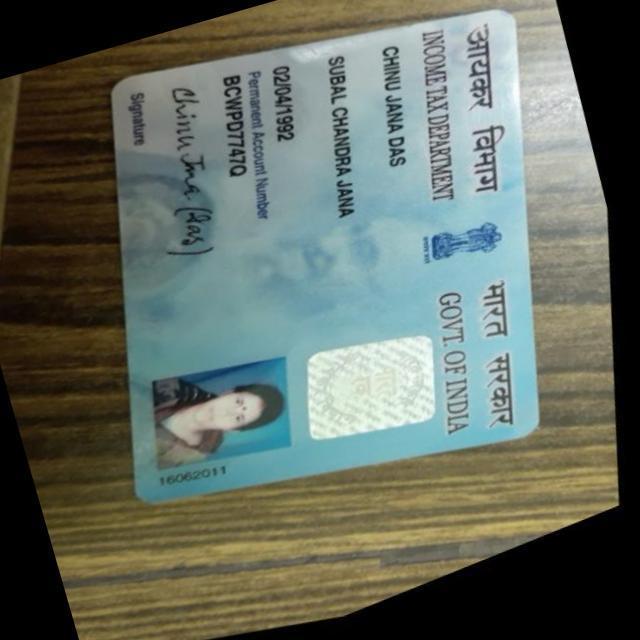 आयकर विभाग
INCOME TAX DEPARTMENT
भारत सरकार
GOVT. OF INDIA
CHINU JANA DAS
SUBAL CHANDRA JANA
02/04/1992
Permanent Account Number
BCWPD7747Q
Chinu Jana (Das)
Signature
16062011